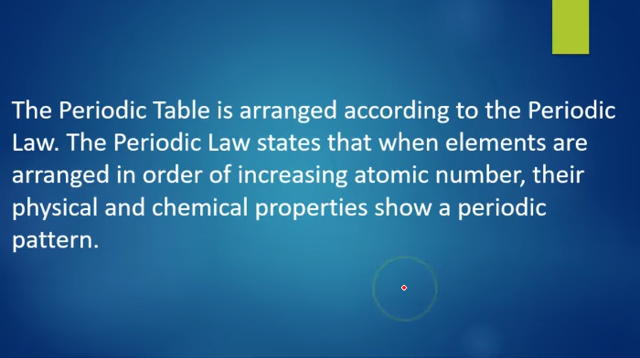 The Periodic Table is arranged according to the Periodic
Law. The Periodic Law states that when elements are
arranged in order of increasing atomic number, their
physical and chemical properties show a periodic
pattern.